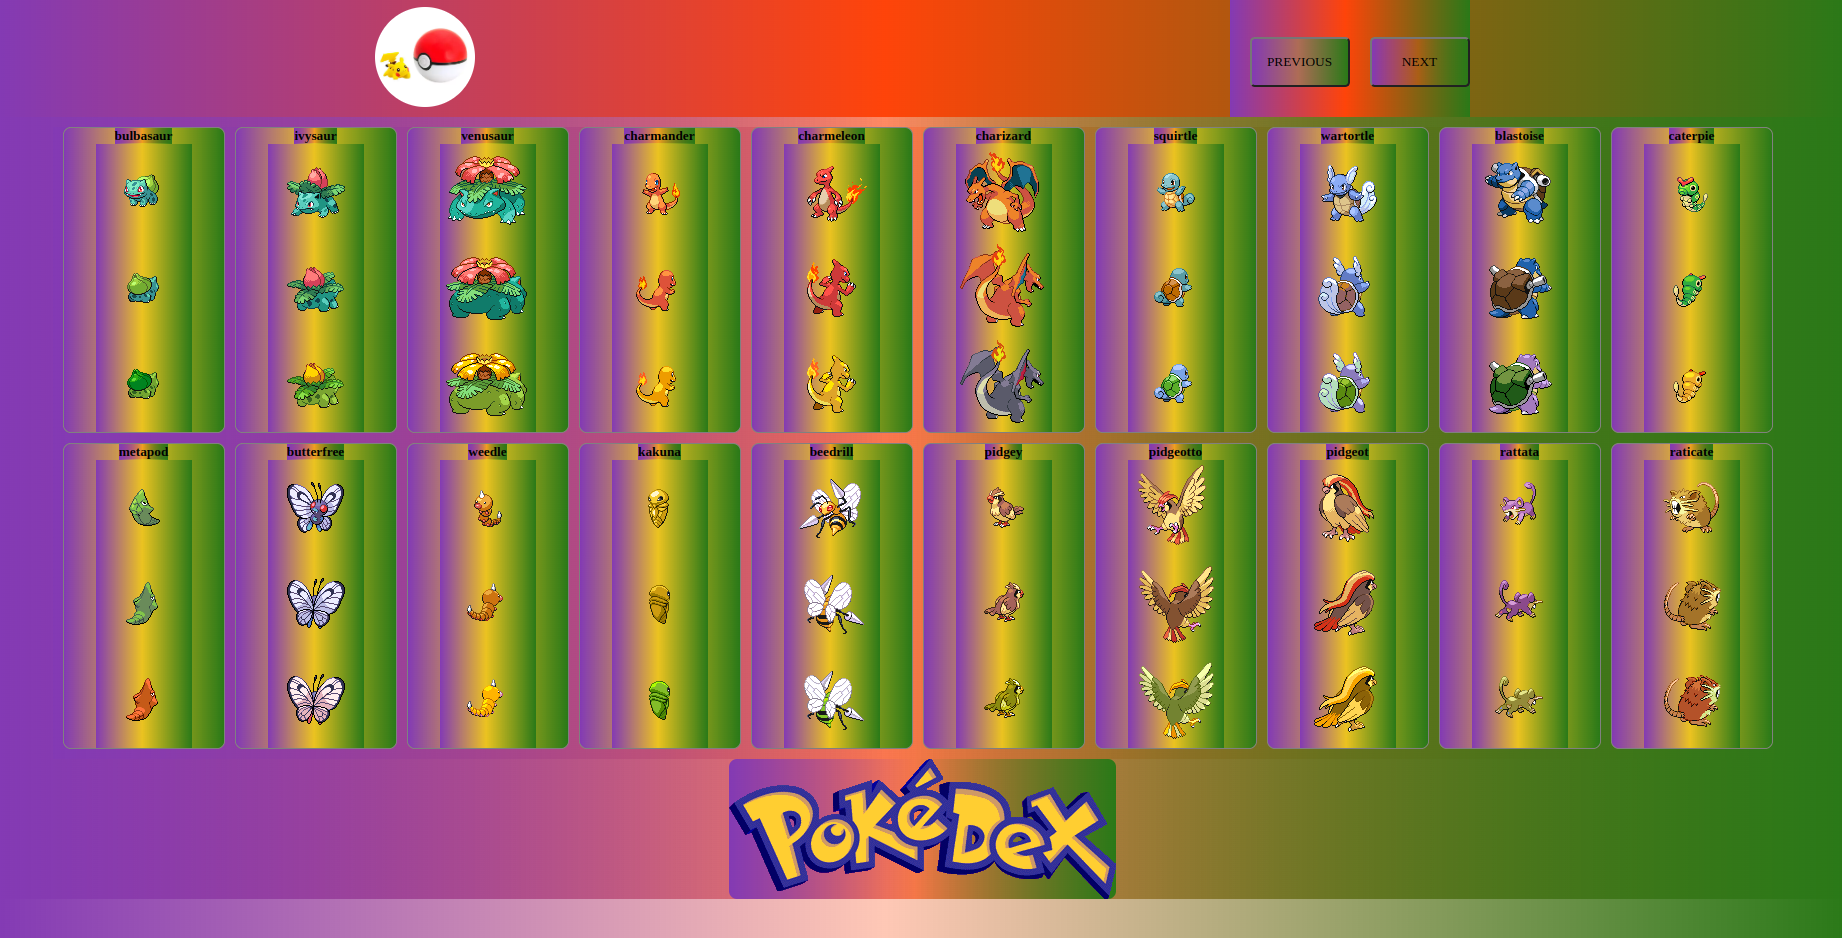 PREVIOUS NEXT
bulbasaur ivysaur venusaur charmander charmeleon charizard squirtle wartortle blastoise caterpie
metapod butterfree weedle kakuna beedrill pidgey pidgeotto pidgeot rattata raticate
POKÉDEX